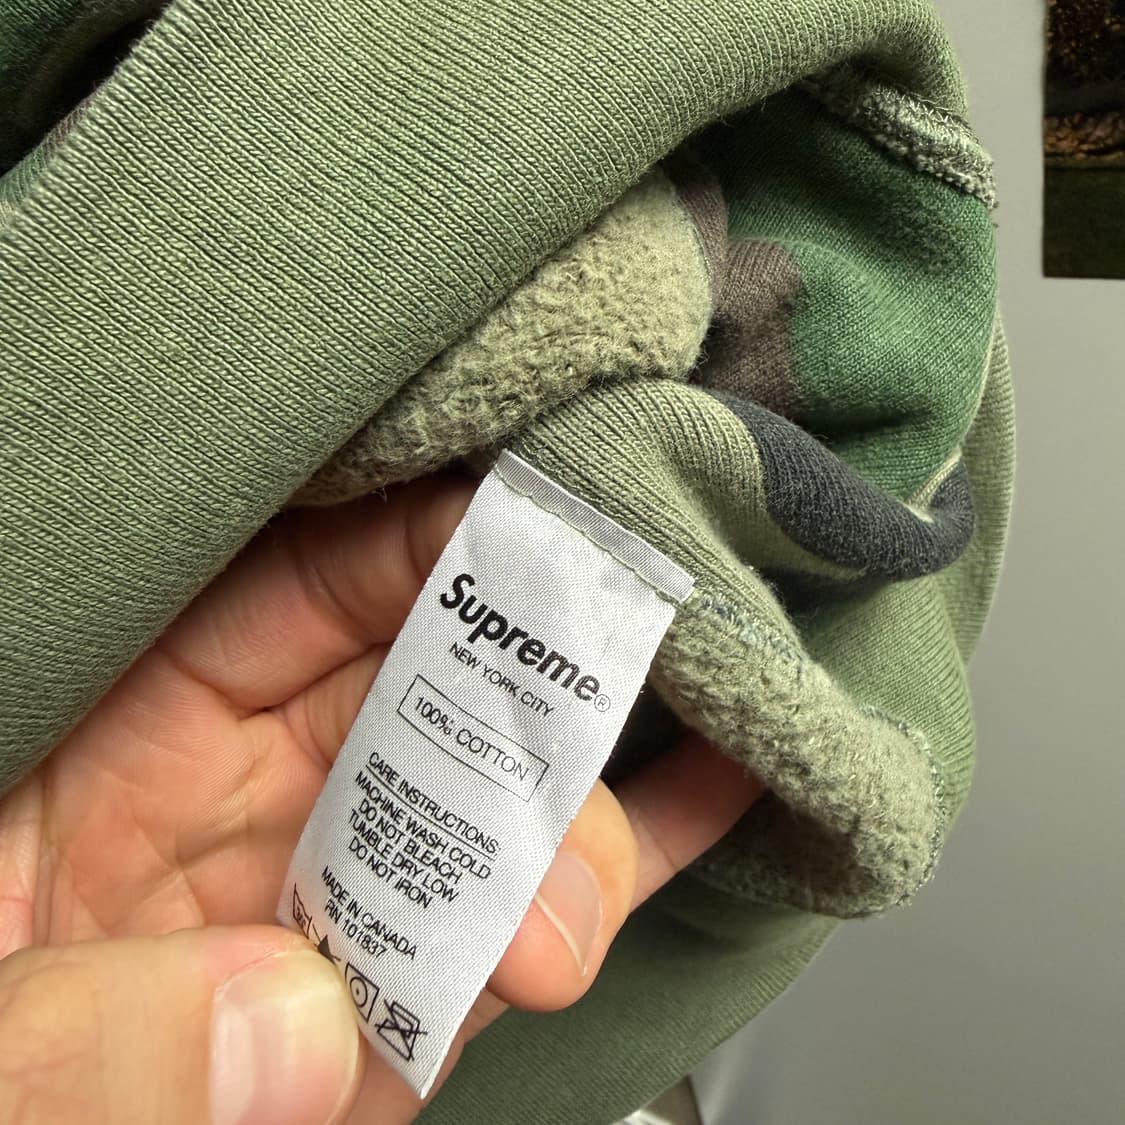 Supreme®
NEW YORK CITY
100% COTTON
CARE INSTRUCTIONS:
MACHINE WASH COLD
DO NOT BLEACH
TUMBLE DRY LOW
DO NOT IRON
MADE IN CANADA
RN 101837